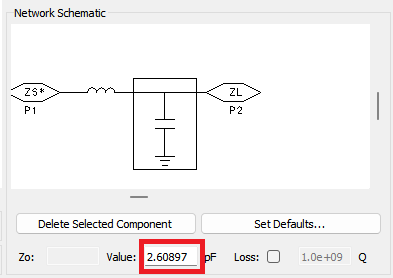 Network Schematic
ZS* ZL
P1 P2
Delete Selected Component Set Defaults...
Zo: Value: 2.60897 pF Loss: 1.0e+09 Q